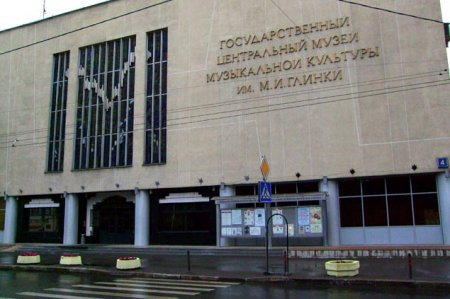 ГОСУДАРСТВЕННЫЙ
ЦЕНТРАЛЬНЫЙ МУЗЕЙ
МУЗЫКАЛЬНОЙ КУЛЬТУРЫ
ИМ. М.И.ГЛИНКИ
4